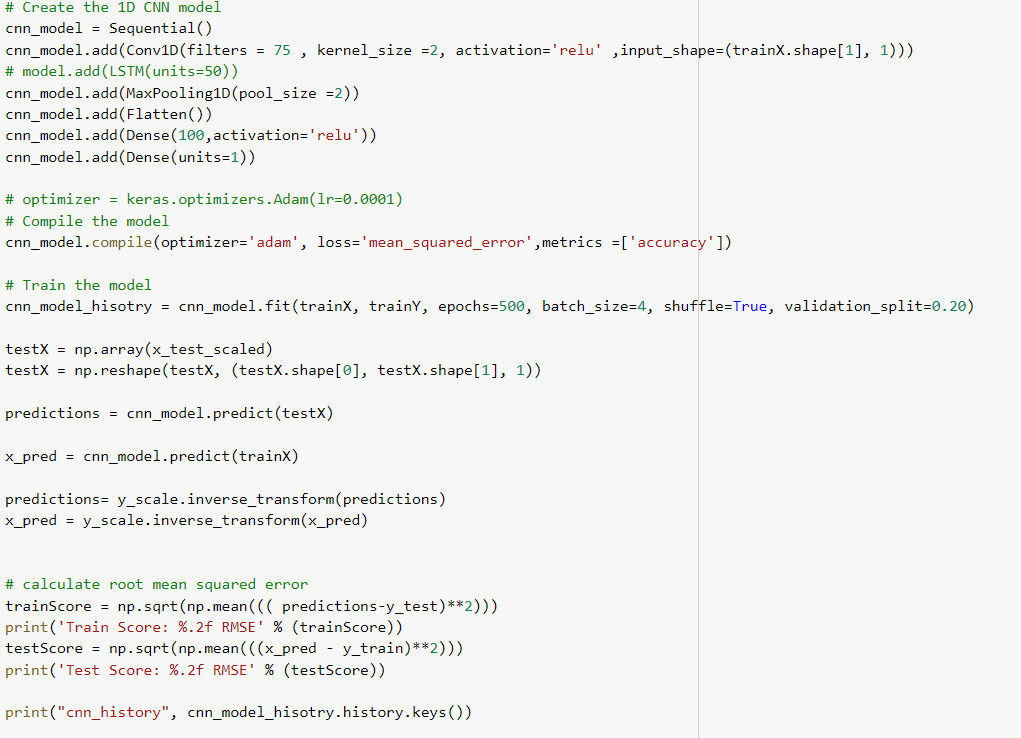 # Create the 1D CNN model
cnn_model = Sequential()
cnn_model.add(Conv1D(filters = 75 , kernel_size =2, activation='relu' ,input_shape=(trainX.shape[1], 1)))
# model.add(LSTM(units=50))
cnn_model.add(MaxPooling1D(pool_size =2))
cnn_model.add(Flatten())
cnn_model.add(Dense(100,activation='relu'))
cnn_model.add(Dense(units=1))
# optimizer = keras.optimizers.Adam(lr=0.0001)
# Compile the model
cnn_model.compile(optimizer='adam', loss='mean_squared_error',metrics =['accuracy'])
# Train the model
cnn_model_hisotry = cnn_model.fit(trainX, trainY, epochs=500, batch_size=4, shuffle=True, validation_split=0.20)
testX = np.array(x_test_scaled)
testX = np.reshape(testX, (testX.shape[0], testX.shape[1], 1))
predictions = cnn_model.predict(testX)
x_pred = cnn_model.predict(trainX)
predictions= y_scale.inverse_transform(predictions)
x_pred = y_scale.inverse_transform(x_pred)
# calculate root mean squared error
trainScore = np.sqrt(np.mean((( predictions-y_test)**2)))
print('Train Score: %.2f RMSE' % (trainScore))
testScore = np.sqrt(np.mean(((x_pred - y_train)**2)))
print('Test Score: %.2f RMSE' % (testScore))
print("cnn_history", cnn_model_hisotry.history.keys())